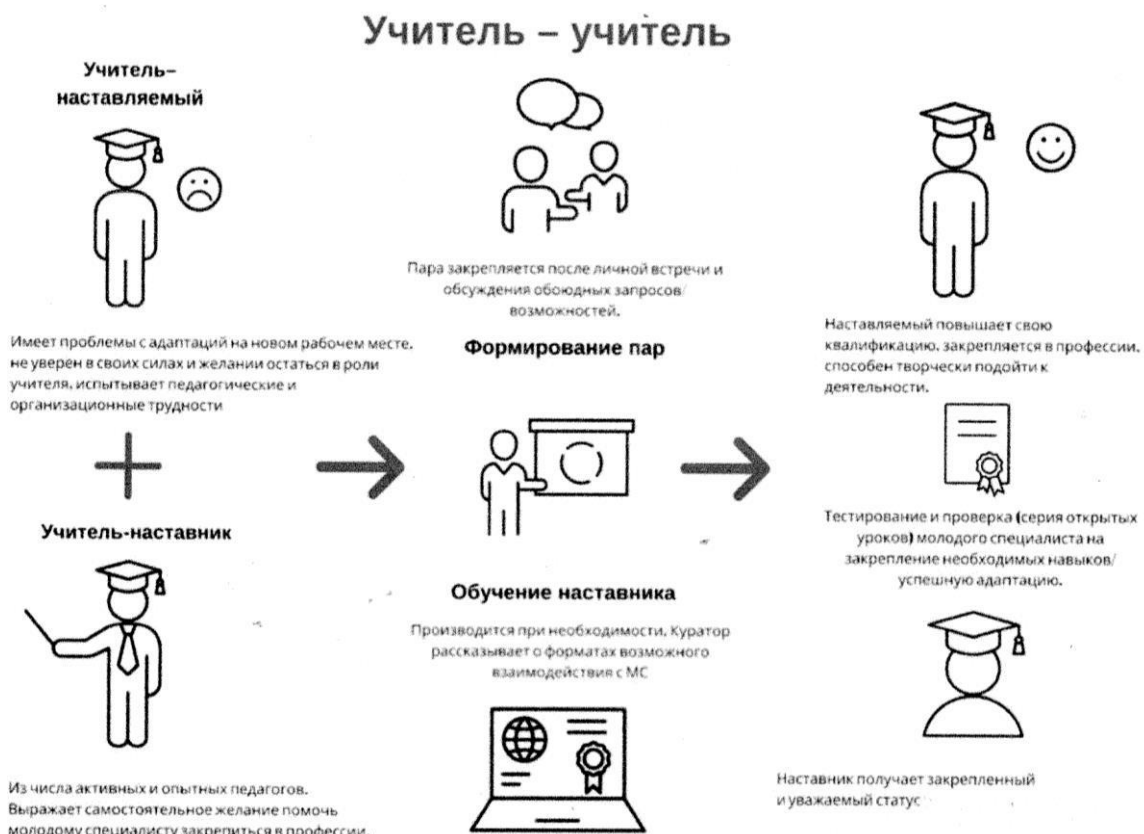 Учитель – учитель
Учитель–
наставляемый
Имеет проблемы с адаптаций на новом рабочем месте,
не уверен в своих силах и желании остаться в роли
учителя, испытывает педагогические и
организационные трудности
Учитель-наставник
Из числа активных и опытных педагогов.
Выражает самостоятельное желание помочь
молодому специалисту закрепиться в профессии
Пара закрепляется после личной встречи и
обсуждения обоюдных запросов/
возможностей.
Формирование пар
Обучение наставника
Производится при необходимости. Куратор
рассказывает о форматах возможного
взаимодействия с МС
Наставляемый повышает свою
квалификацию, закрепляется в профессии,
способен творчески подойти к
деятельности.
Тестирование и проверка (серия открытых
уроков) молодого специалиста на
закрепление необходимых навыков/
успешную адаптацию.
Наставник получает закрепленный
и уважаемый статус